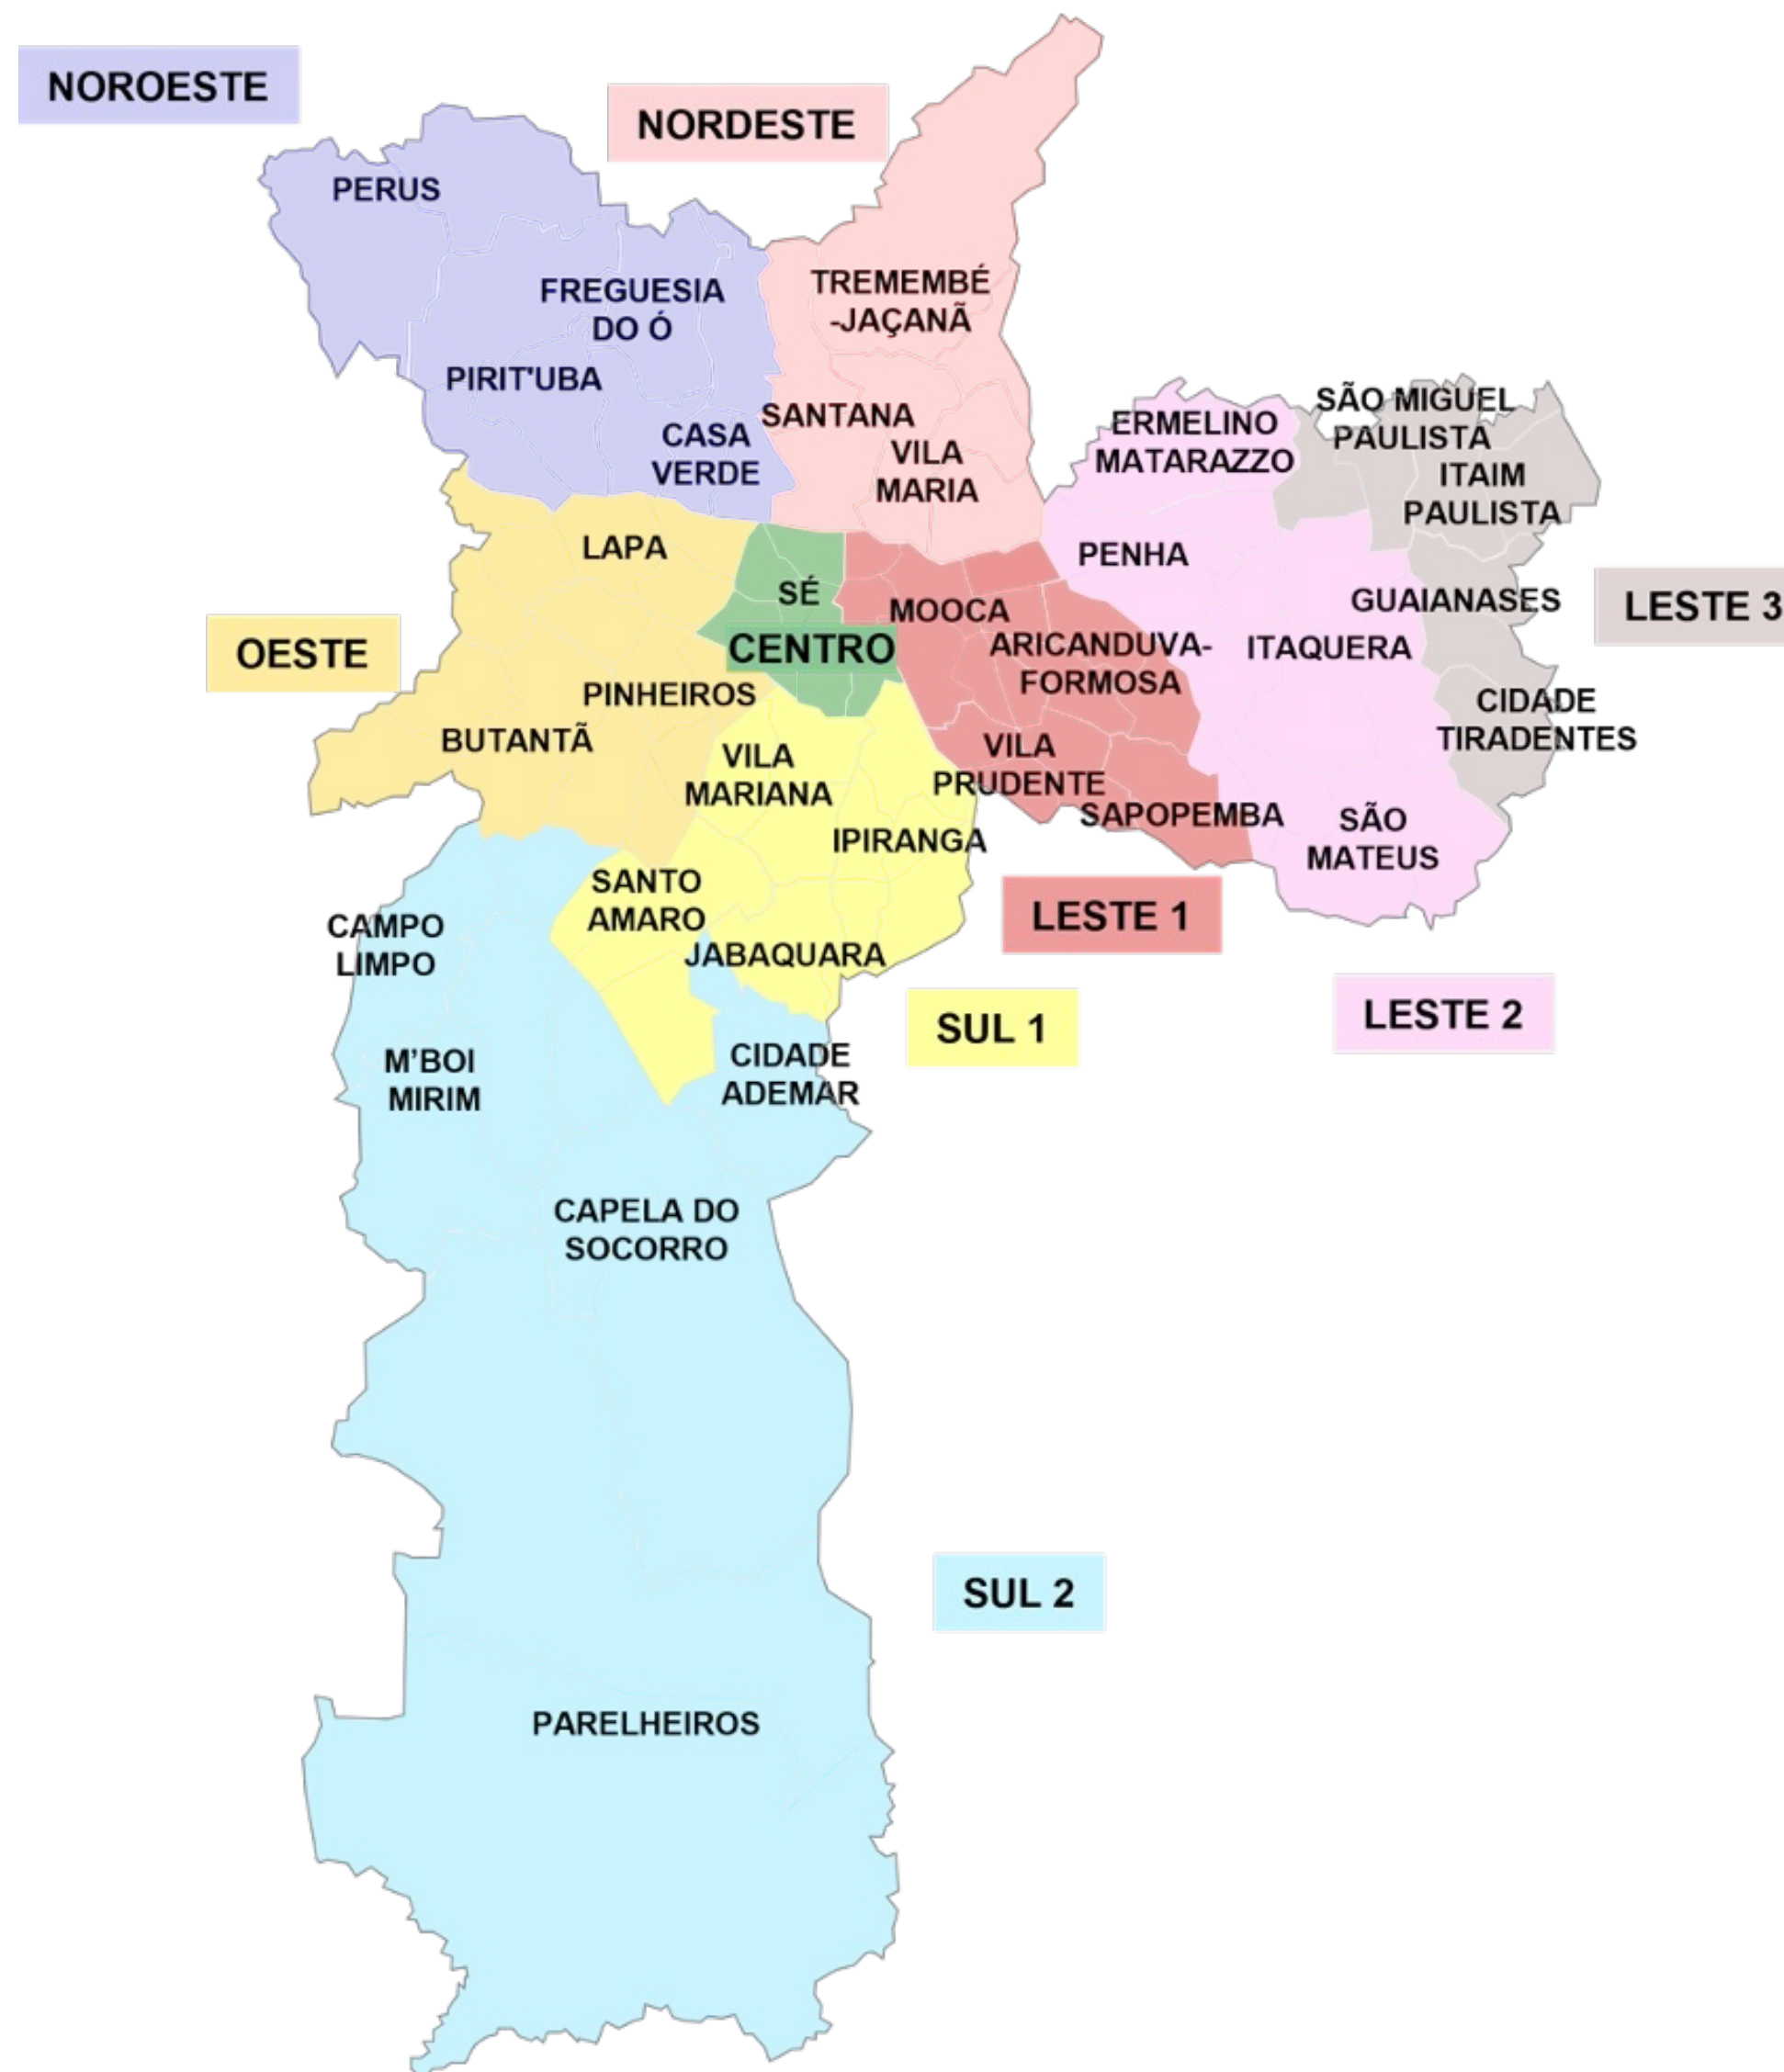 NOROESTE
NORDESTE
PERUS
TREMEMBÉ
-JAÇANÃ
FREGUESIA
DO Ó
PIRIT'UBA
SANTANA
CASA
VERDE
VILA
MARIA
ERMELINO
MATARAZZO
SÃO MIGUEL
PAULISTA
ITAIM
PAULISTA
LAPA
SÉ
CENTRO
MOOCA
PENHA
GUAIANASES
LESTE 3
OESTE
ARICANDUVA-
FORMOSA
ITAQUERA
PINHEIROS
BUTANTÃ
CIDADE
TIRADENTES
VILA
MARIANA
VILA
PRUDENTE
SAPOPEMBA
IPIRANGA
SÃO
MATEUS
SANTO
AMARO
LESTE 1
CAMPO
LIMPO
JABAQUARA
SUL 1
LESTE 2
M’BOI
MIRIM
CIDADE
ADEMAR
CAPELA DO
SOCORRO
SUL 2
PARELHEIROS